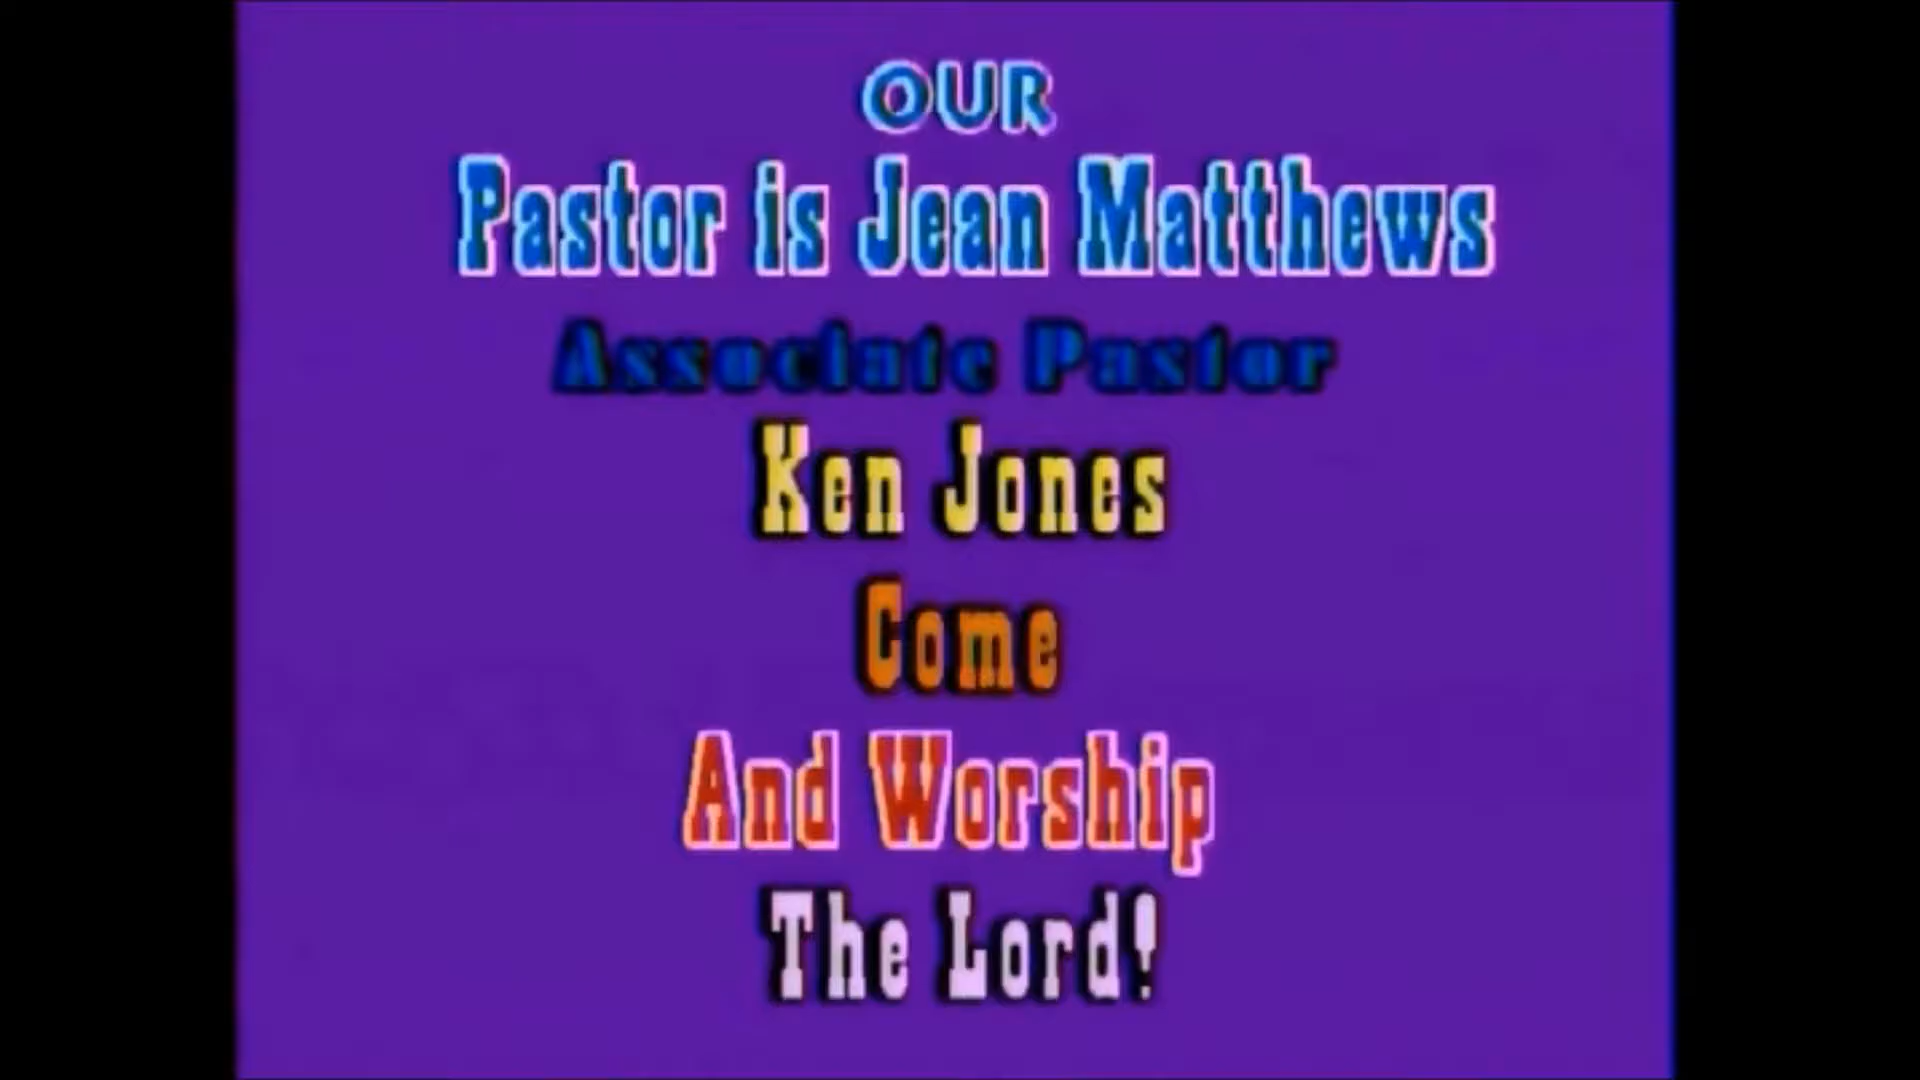 OUR
Pastor is Jean Matthews
Associate Pastor
Ken Jones
Come
And Worship
The Lord!